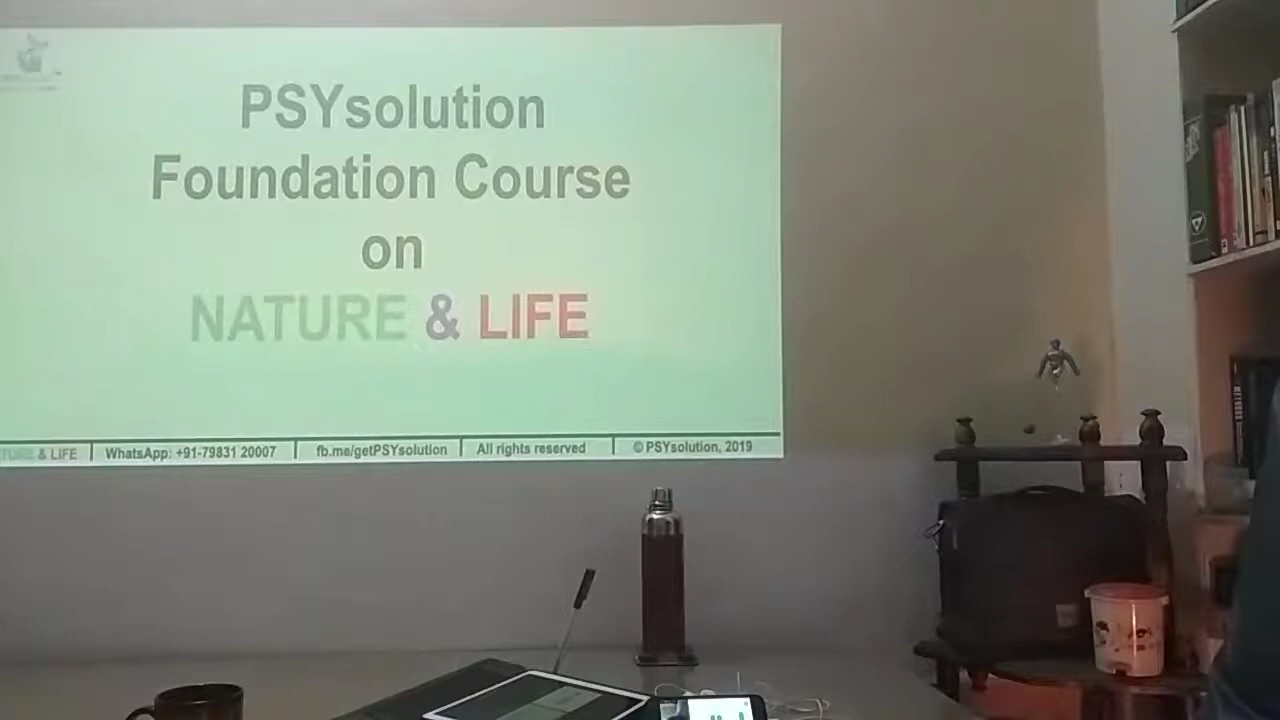 PSYsolution
Foundation Course
on
NATURE & LIFE
& LIFE
WhatsApp: +91-79831 20007
fb.me/getPSYsolution
All rights reserved
© PSYsolution, 2019